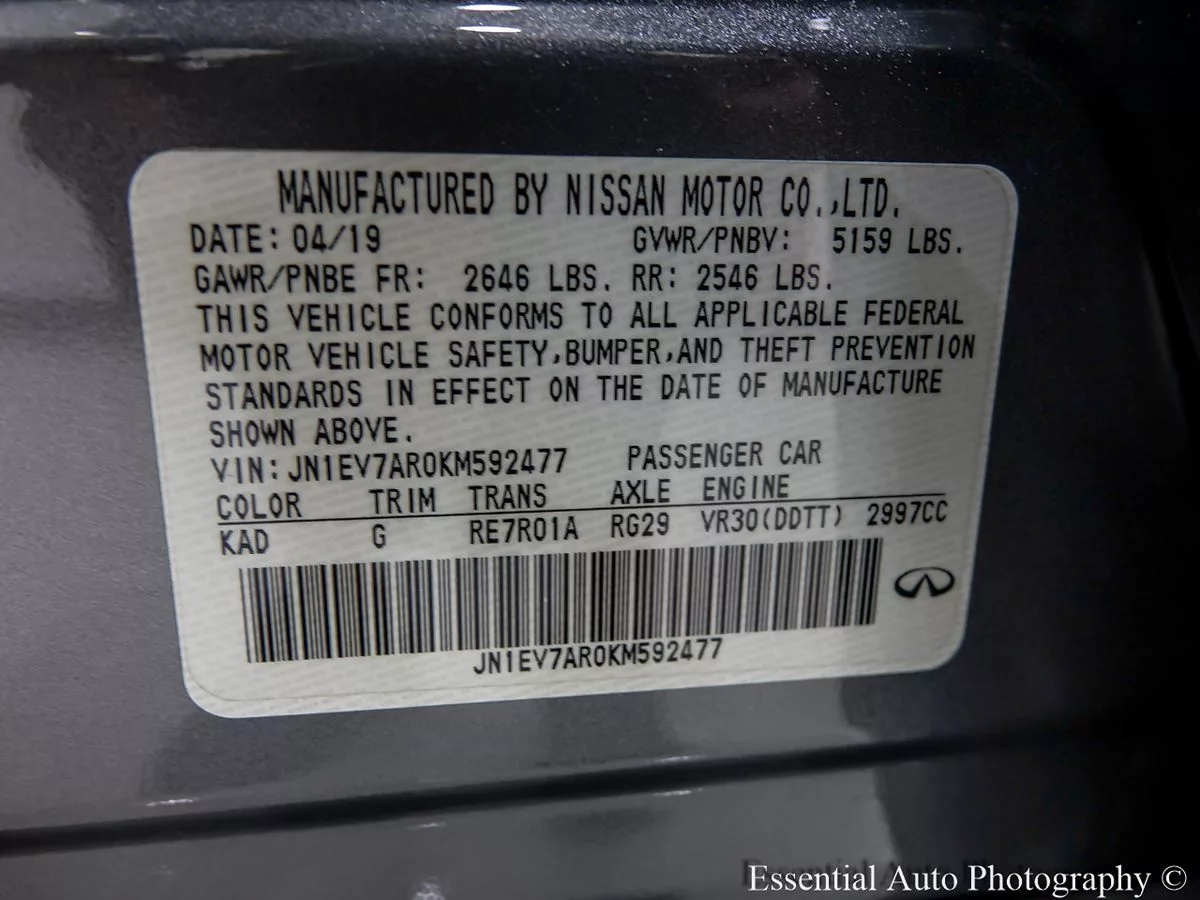 MANUFACTURED BY NISSAN MOTOR CO.,LTD.
DATE: 04/19 GVWR/PNBV: 5159 LBS.
GAWR/PNBE FR: 2646 LBS. RR: 2546 LBS.
THIS VEHICLE CONFORMS TO ALL APPLICABLE FEDERAL
MOTOR VEHICLE SAFETY,BUMPER,AND THEFT PREVENTION
STANDARDS IN EFFECT ON THE DATE OF MANUFACTURE
SHOWN ABOVE.
VIN: JN1EV7AR0KM592477 PASSENGER CAR
COLOR TRIM TRANS AXLE ENGINE
KAD G RE7R01A RG29 VR30(DDTT) 2997CC
JN1EV7AR0KM592477
Essential Auto Photography ©